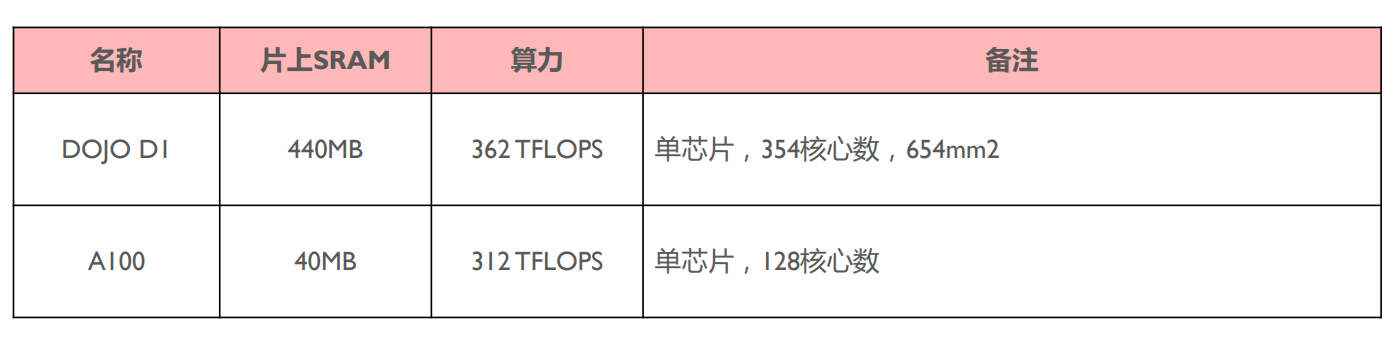 名称 片上SRAM 算力 备注
DOJO D1 440MB 362 TFLOPS 单芯片，354核心数，654mm2
A100 40MB 312 TFLOPS 单芯片，128核心数